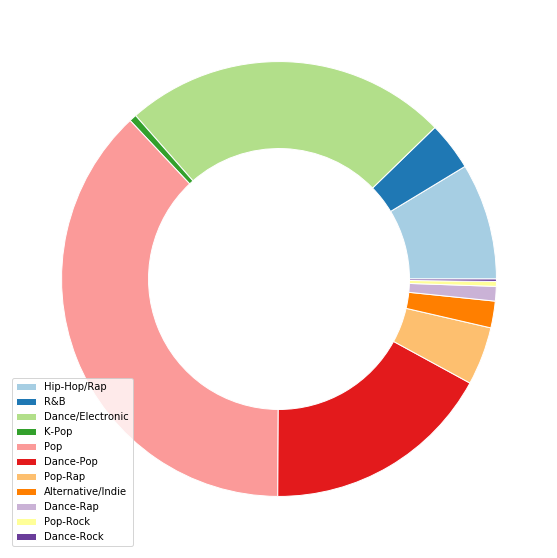 Hip-Hop/Rap
R&B
Dance/Electronic
K-Pop
Pop
Dance-Pop
Pop-Rap
Alternative/Indie
Dance-Rap
Pop-Rock
Dance-Rock